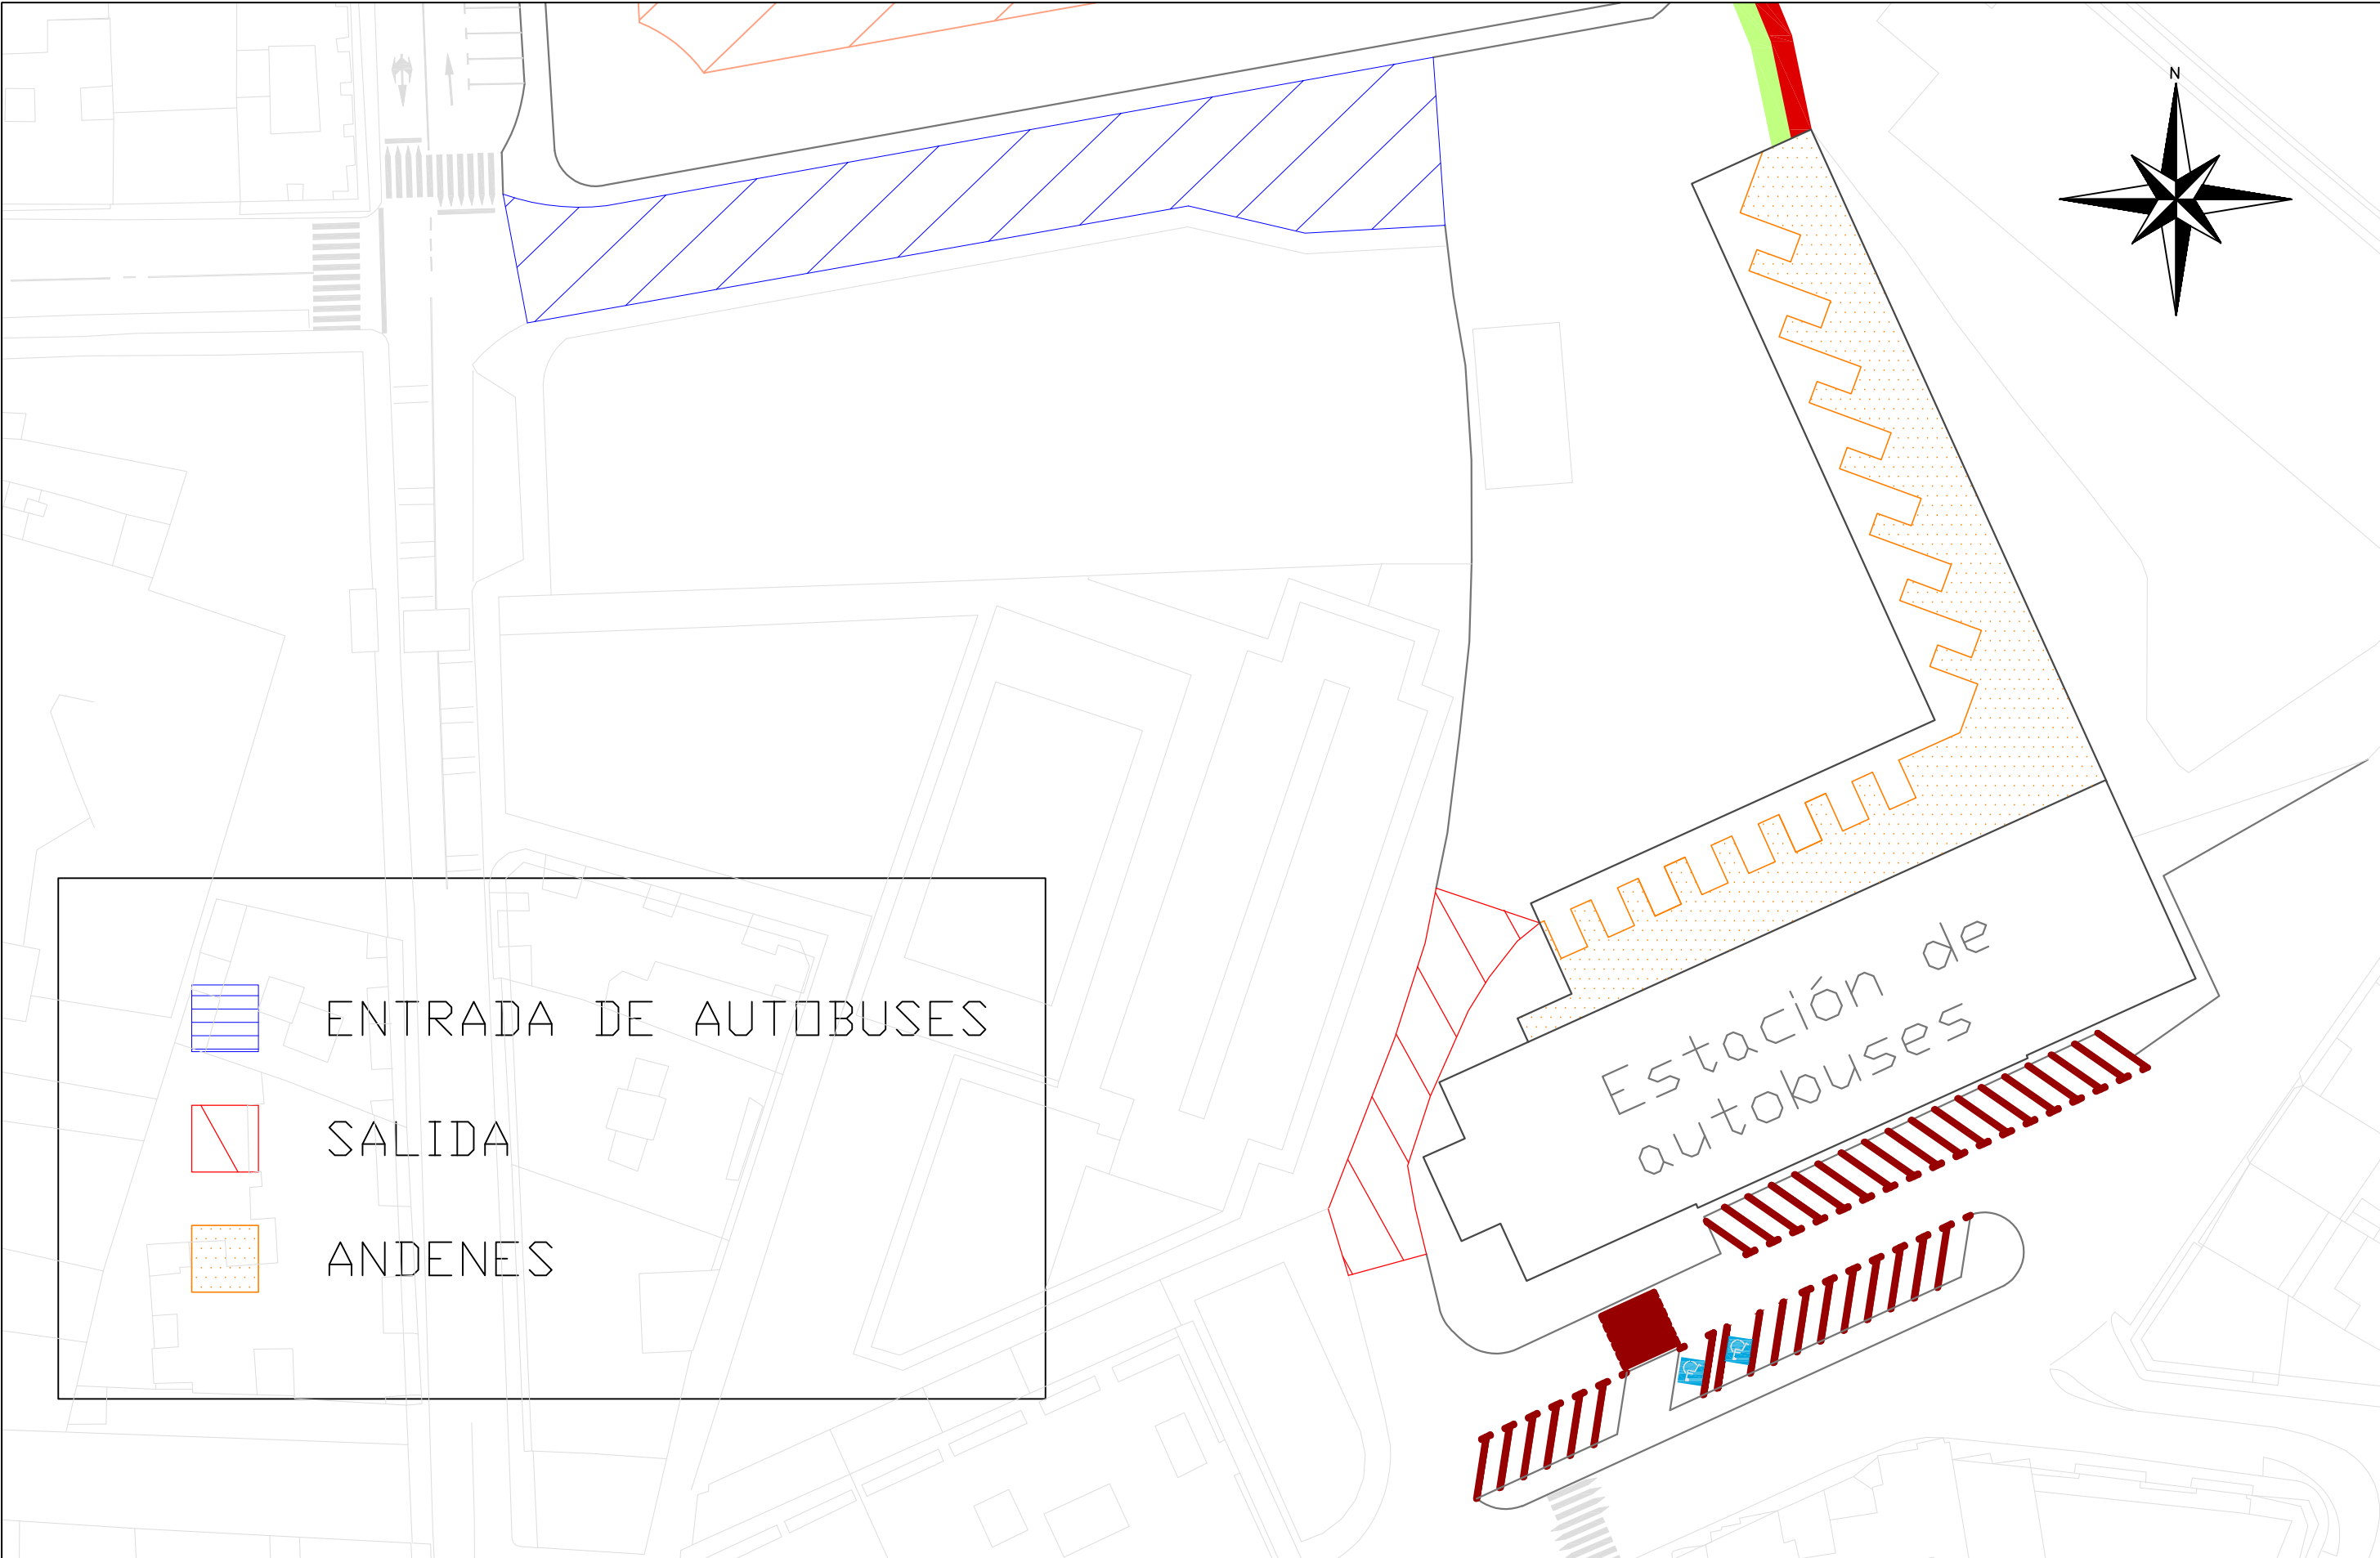 N
Estación de
autobuses
ENTRADA DE AUTOBUSES
SALIDA
ANDENES